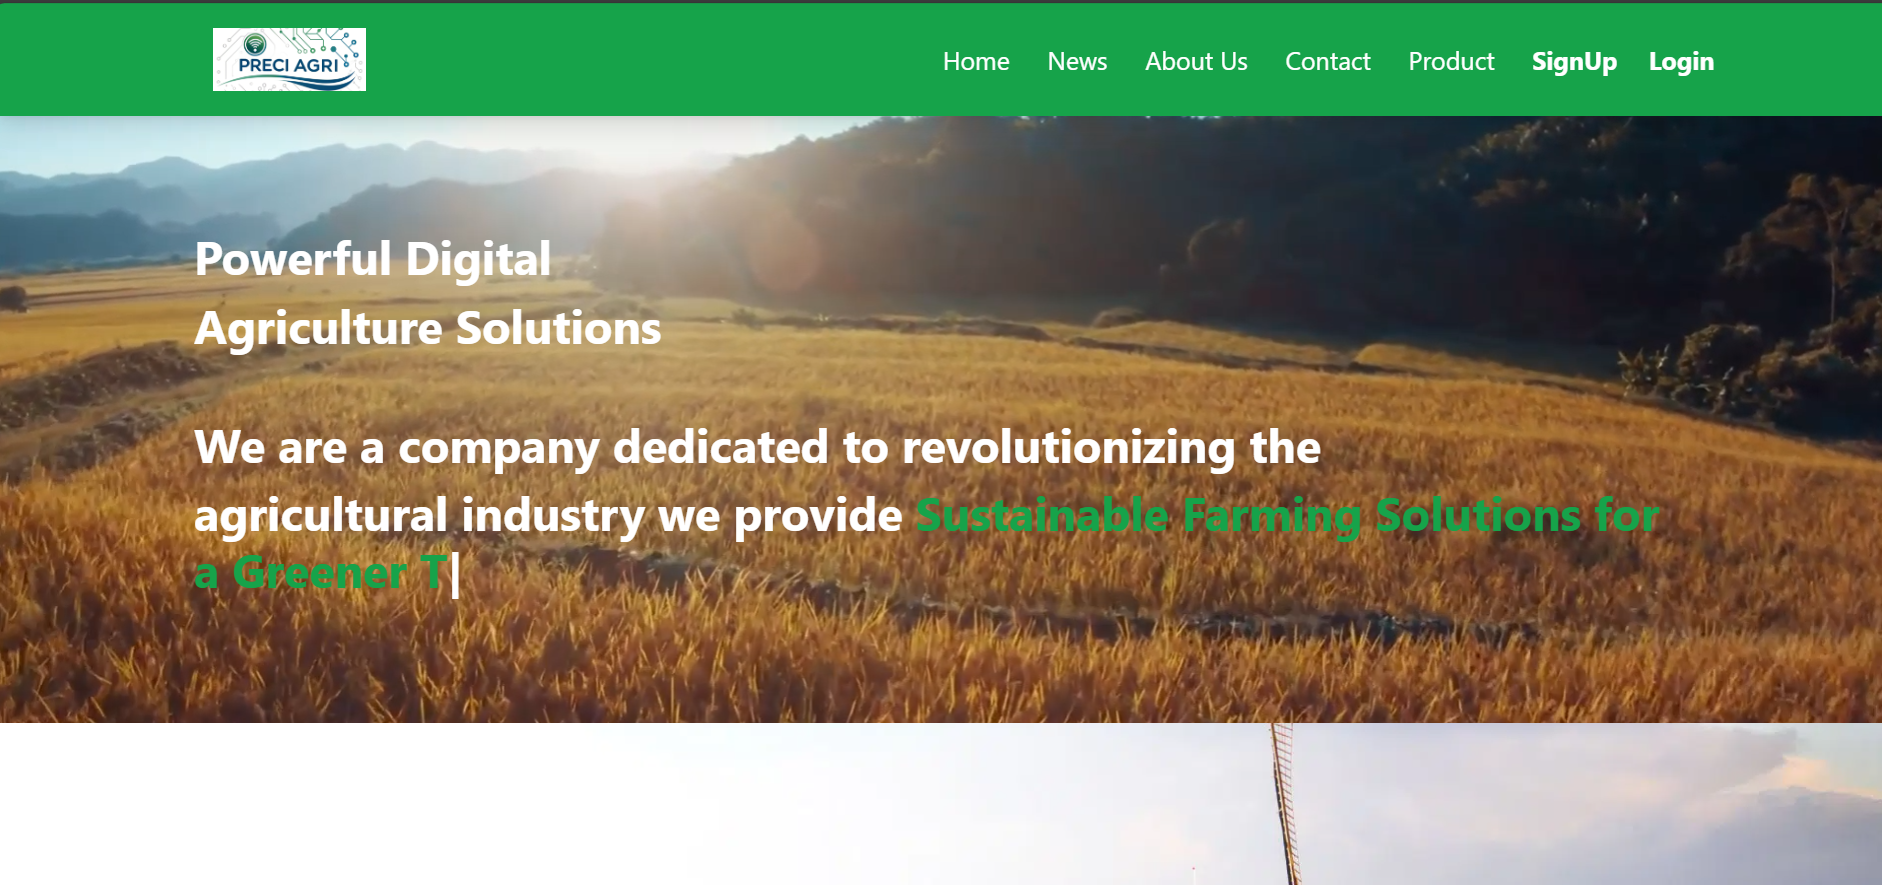 PRECI AGRI
Home News About Us Contact Product SignUp Login
Powerful Digital
Agriculture Solutions
We are a company dedicated to revolutionizing the
agricultural industry we provide Sustainable Farming Solutions for
a Greener T|